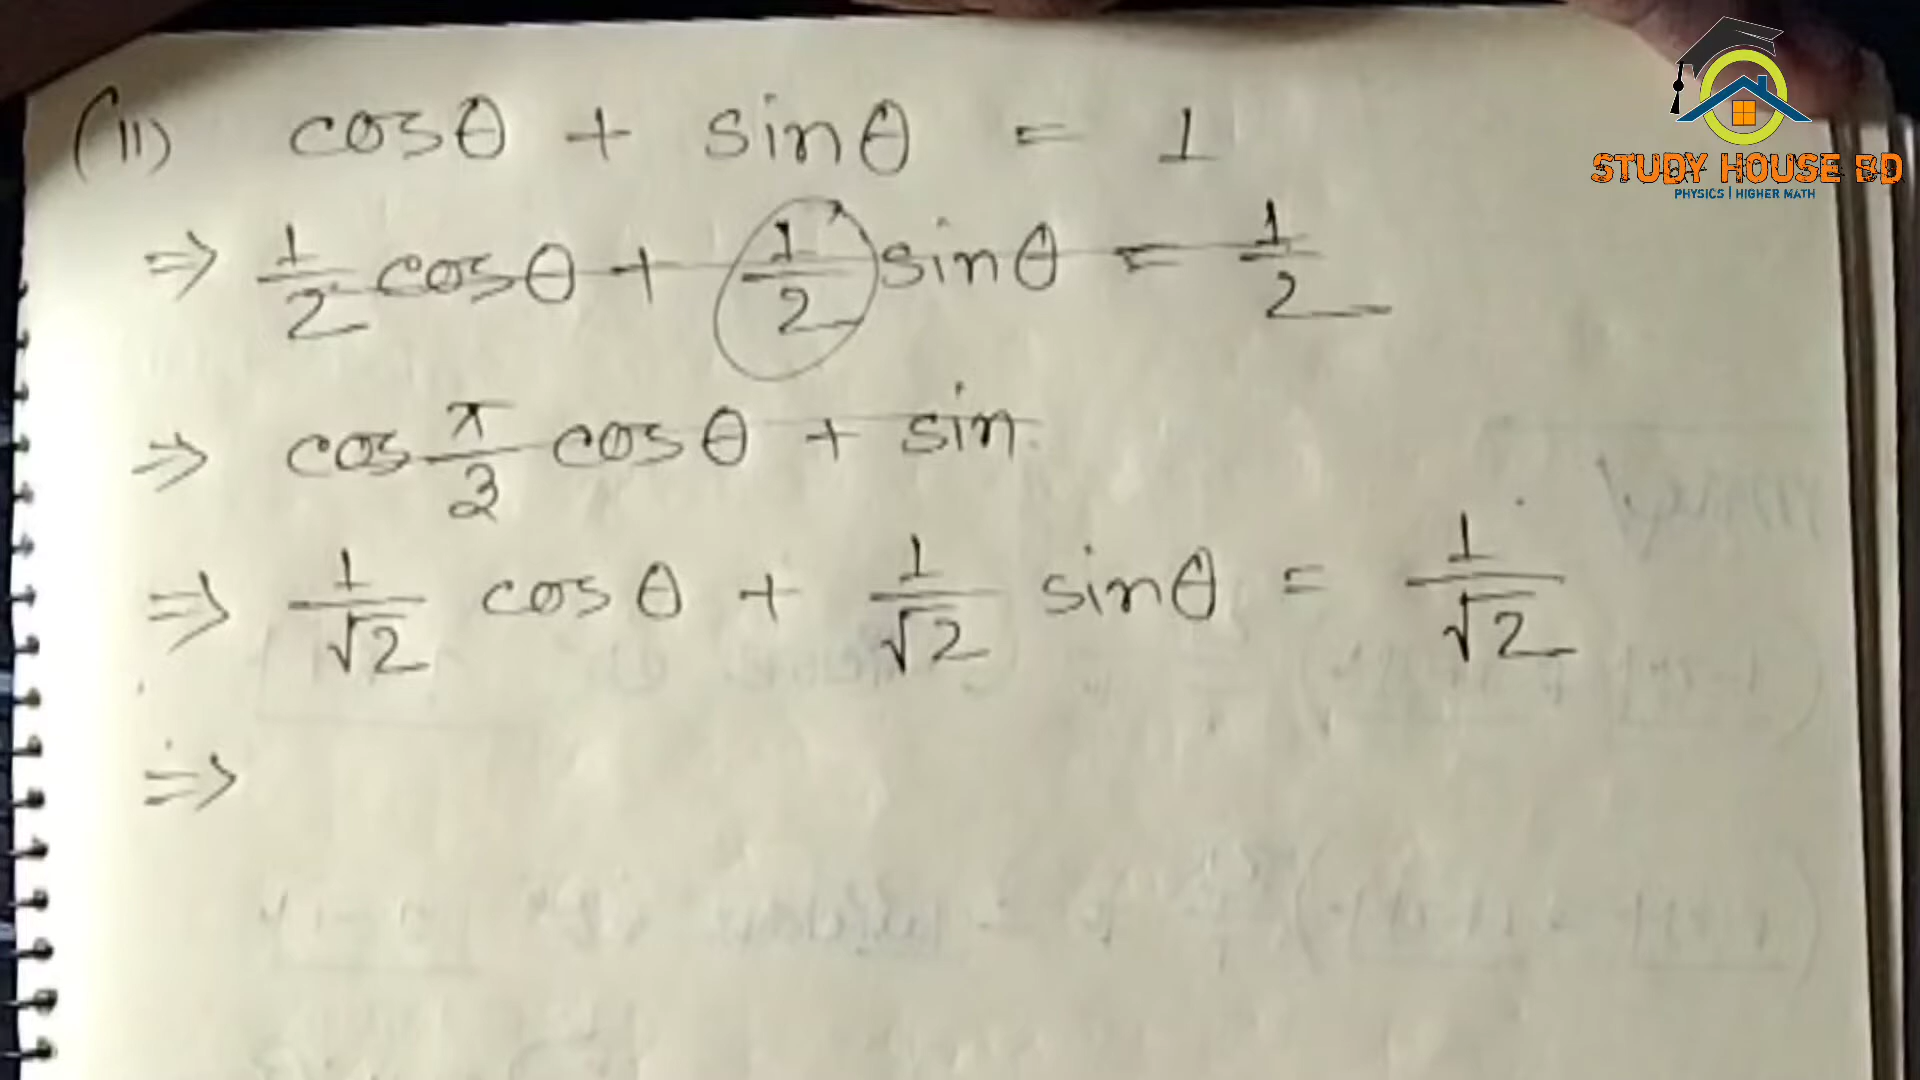 (11) cosθ + sinθ = 1
⇒ 1/2 cosθ + 1/2 sinθ = 1/2
⇒ cos π/3 cosθ + sin
⇒ 1/√2 cosθ + 1/√2 sinθ = 1/√2
⇒
STUDY HOUSE BD
PHYSICS | HIGHER MATH